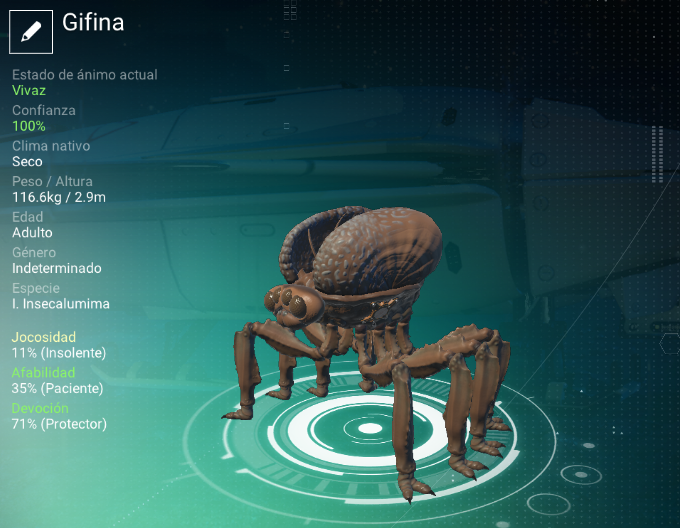 Gifina
Estado de ánimo actual
Vivaz
Confianza
100%
Clima nativo
Seco
Peso / Altura
116.6kg / 2.9m
Edad
Adulto
Género
Indeterminado
Especie
I. Insecalumima
Jocosidad
11% (Insolente)
Afabilidad
35% (Paciente)
Devoción
71% (Protector)